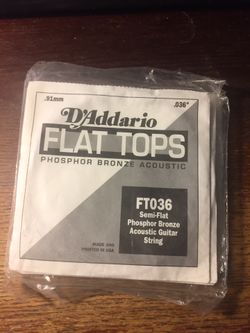 .91mm .036"
D'Addario
FLAT TOPS
PHOSPHOR BRONZE ACOUSTIC
FT036
Semi-Flat
Phosphor Bronze
Acoustic Guitar
String
MADE AND
PRINTED IN USA